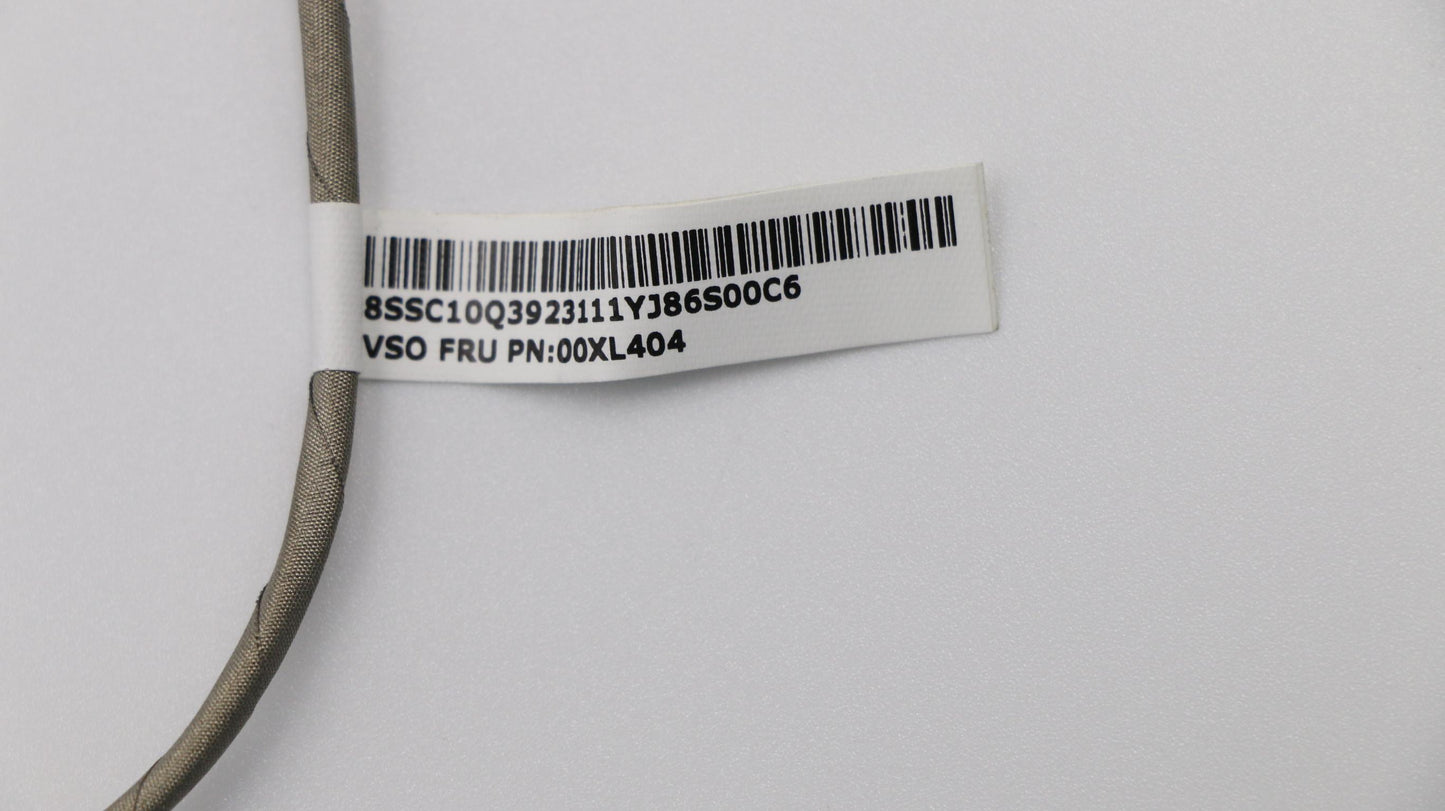 8SSC10Q3923111YJ86S00C6
VSO FRU PN:00XL404